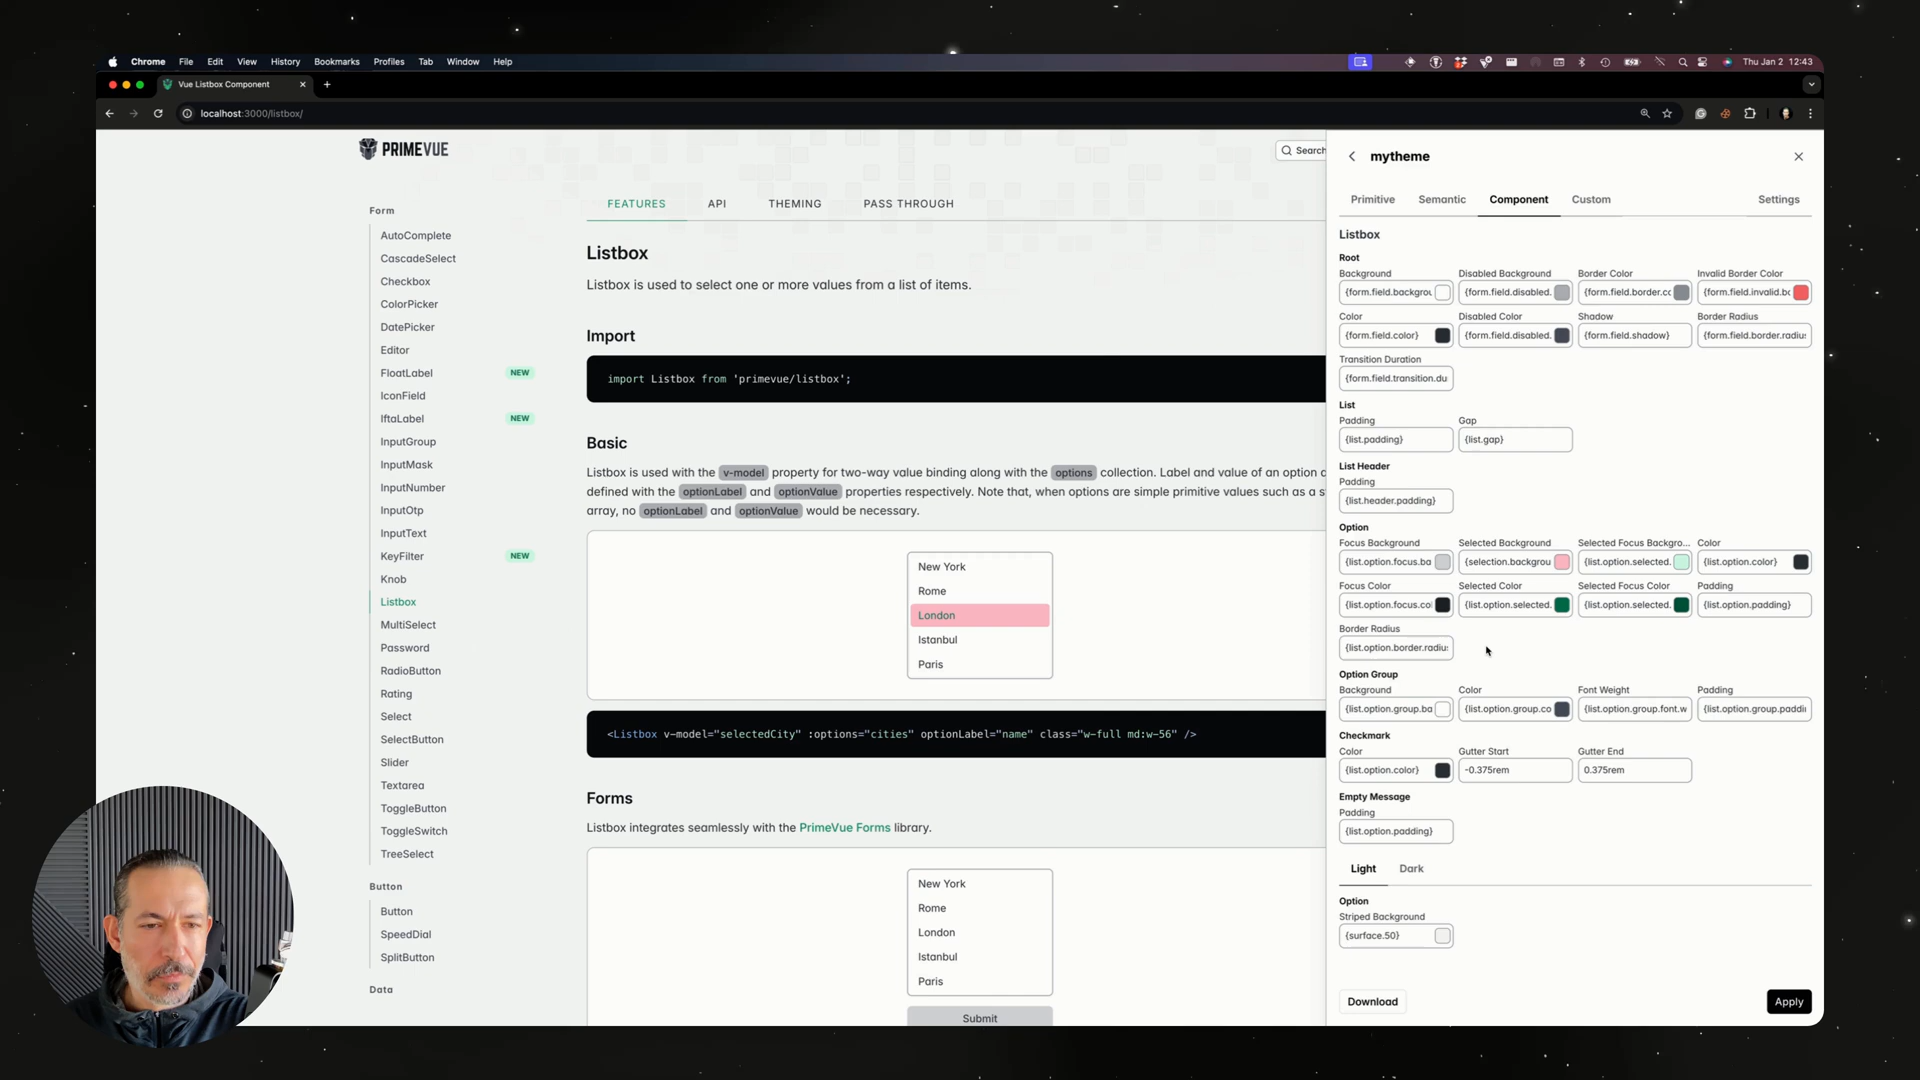 Chrome File Edit View History Bookmarks Profiles Tab Window Help
Thu Jan 2 12:43
Vue Listbox Component
localhost:3000/listbox/
PRIMEVUE
Search
Form
AutoComplete
CascadeSelect
Checkbox
ColorPicker
DatePicker
Editor
FloatLabel NEW
IconField
IftaLabel NEW
InputGroup
InputMask
InputNumber
InputOtp
InputText
KeyFilter NEW
Knob
Listbox
MultiSelect
Password
RadioButton
Rating
Select
SelectButton
Slider
Textarea
ToggleButton
ToggleSwitch
TreeSelect
Button
Button
SpeedDial
SplitButton
Data
FEATURES API THEMING PASS THROUGH
Listbox
Listbox is used to select one or more values from a list of items.
Import
import Listbox from 'primevue/listbox';
Basic
Listbox is used with the v-model property for two-way value binding along with the options collection. Label and value of an option a
defined with the optionLabel and optionValue properties respectively. Note that, when options are simple primitive values such as a s
array, no optionLabel and optionValue would be necessary.
New York
Rome
London
Istanbul
Paris
<Listbox v-model="selectedCity" :options="cities" optionLabel="name" class="w-full md:w-56" />
Forms
Listbox integrates seamlessly with the PrimeVue Forms library.
New York
Rome
London
Istanbul
Paris
Submit
mytheme
Primitive Semantic Component Custom Settings
Listbox
Root
Background Disabled Background Border Color Invalid Border Color
{form.field.backgrou {form.field.disabled. {form.field.border.co {form.field.invalid.bo
Color Disabled Color Shadow Border Radius
{form.field.color} {form.field.disabled. {form.field.shadow} {form.field.border.radius
Transition Duration
{form.field.transition.du
List
Padding Gap
{list.padding} {list.gap}
List Header
Padding
{list.header.padding}
Option
Focus Background Selected Background Selected Focus Backgro... Color
{list.option.focus.ba {selection.backgrou {list.option.selected. {list.option.color}
Focus Color Selected Color Selected Focus Color Padding
{list.option.focus.co {list.option.selected. {list.option.selected. {list.option.padding}
Border Radius
{list.option.border.radius
Option Group
Background Color Font Weight Padding
{list.option.group.ba {list.option.group.co {list.option.group.font.w {list.option.group.paddi
Checkmark
Color Gutter Start Gutter End
{list.option.color} -0.375rem 0.375rem
Empty Message
Padding
{list.option.padding}
Light Dark
Option
Striped Background
{surface.50}
Download Apply